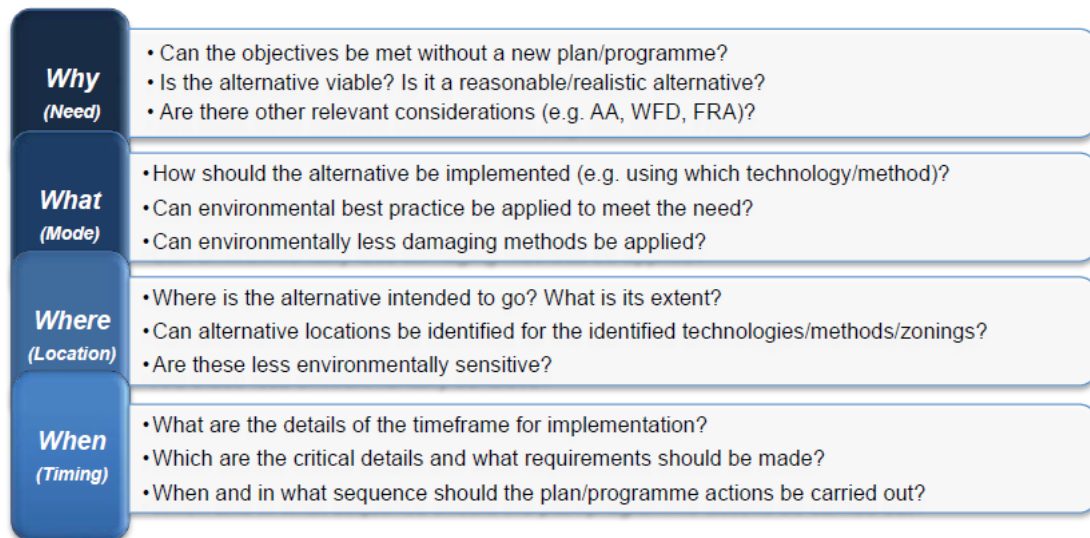 Why
(Need)
• Can the objectives be met without a new plan/programme?
• Is the alternative viable? Is it a reasonable/realistic alternative?
• Are there other relevant considerations (e.g. AA, WFD, FRA)?
What
(Mode)
• How should the alternative be implemented (e.g. using which technology/method)?
• Can environmental best practice be applied to meet the need?
• Can environmentally less damaging methods be applied?
Where
(Location)
• Where is the alternative intended to go? What is its extent?
• Can alternative locations be identified for the identified technologies/methods/zonings?
• Are these less environmentally sensitive?
When
(Timing)
• What are the details of the timeframe for implementation?
• Which are the critical details and what requirements should be made?
• When and in what sequence should the plan/programme actions be carried out?